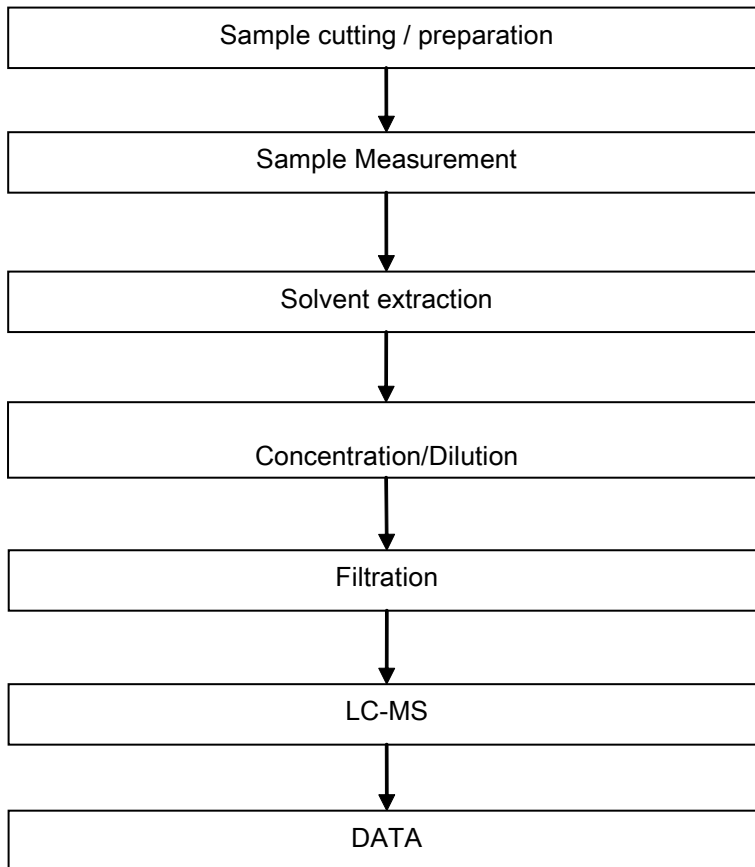 Sample cutting / preparation
Sample Measurement
Solvent extraction
Concentration/Dilution
Filtration
LC-MS
DATA